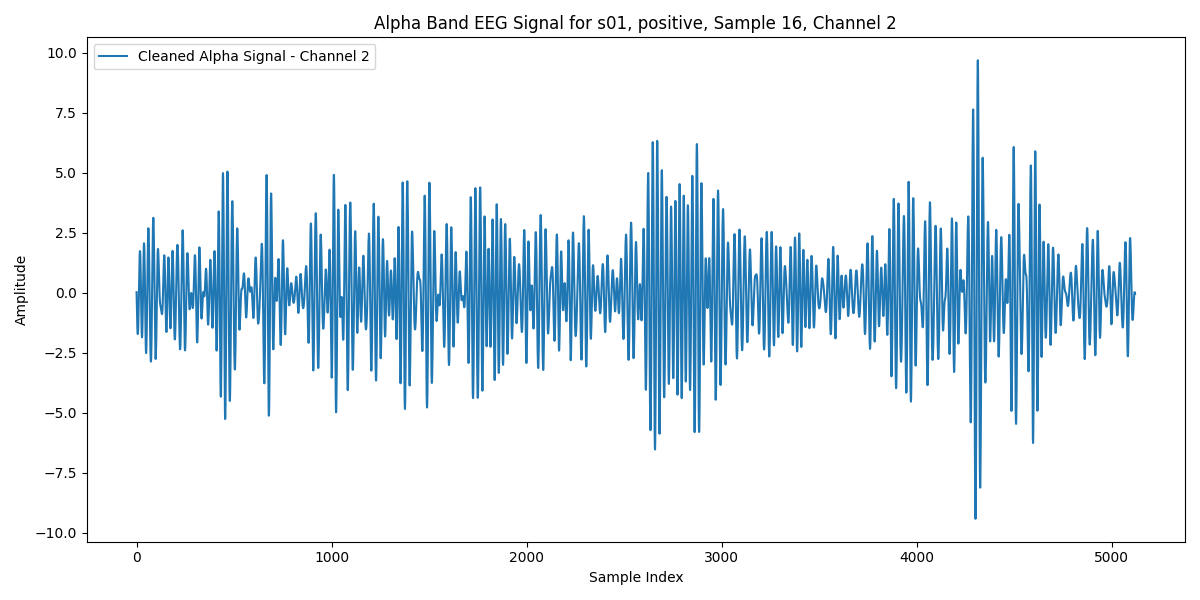 Alpha Band EEG Signal for s01, positive, Sample 16, Channel 2
Cleaned Alpha Signal - Channel 2
10.0
7.5
5.0
2.5
0.0
−2.5
−5.0
−7.5
−10.0
Amplitude
0 1000 2000 3000 4000 5000
Sample Index